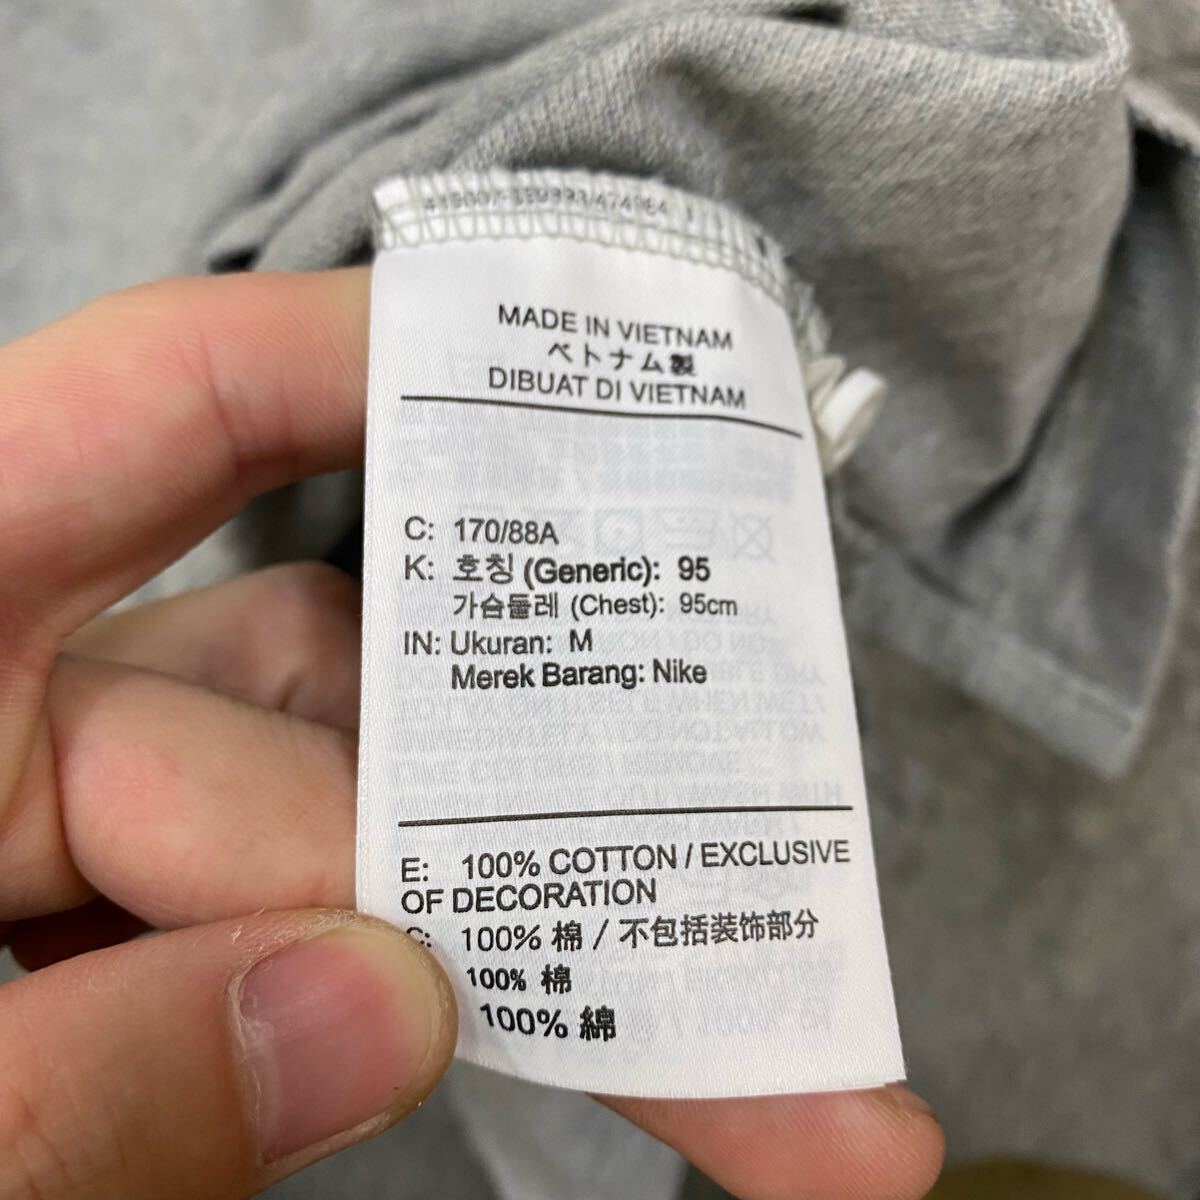 MADE IN VIETNAM
ベトナム製
DIBUAT DI VIETNAM
C: 170/88A
K: 호칭 (Generic): 95
가슴둘레 (Chest): 95cm
IN: Ukuran: M
Merek Barang: Nike
E: 100% COTTON / EXCLUSIVE
OF DECORATION
C: 100% 棉 / 不包括装饰部分
100% 棉
100% 綿